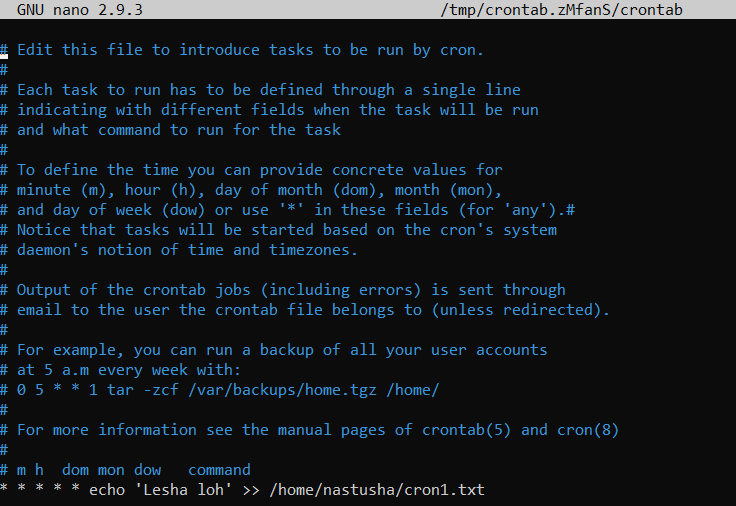 GNU nano 2.9.3 /tmp/crontab.zMfanS/crontab
# Edit this file to introduce tasks to be run by cron.
#
# Each task to run has to be defined through a single line
# indicating with different fields when the task will be run
# and what command to run for the task
#
# To define the time you can provide concrete values for
# minute (m), hour (h), day of month (dom), month (mon),
# and day of week (dow) or use '*' in these fields (for 'any').#
# Notice that tasks will be started based on the cron's system
# daemon's notion of time and timezones.
#
# Output of the crontab jobs (including errors) is sent through
# email to the user the crontab file belongs to (unless redirected).
#
# For example, you can run a backup of all your user accounts
# at 5 a.m every week with:
# 0 5 * * 1 tar -zcf /var/backups/home.tgz /home/
#
# For more information see the manual pages of crontab(5) and cron(8)
#
# m h  dom mon dow   command
* * * * * echo 'Lesha loh' >> /home/nastusha/cron1.txt